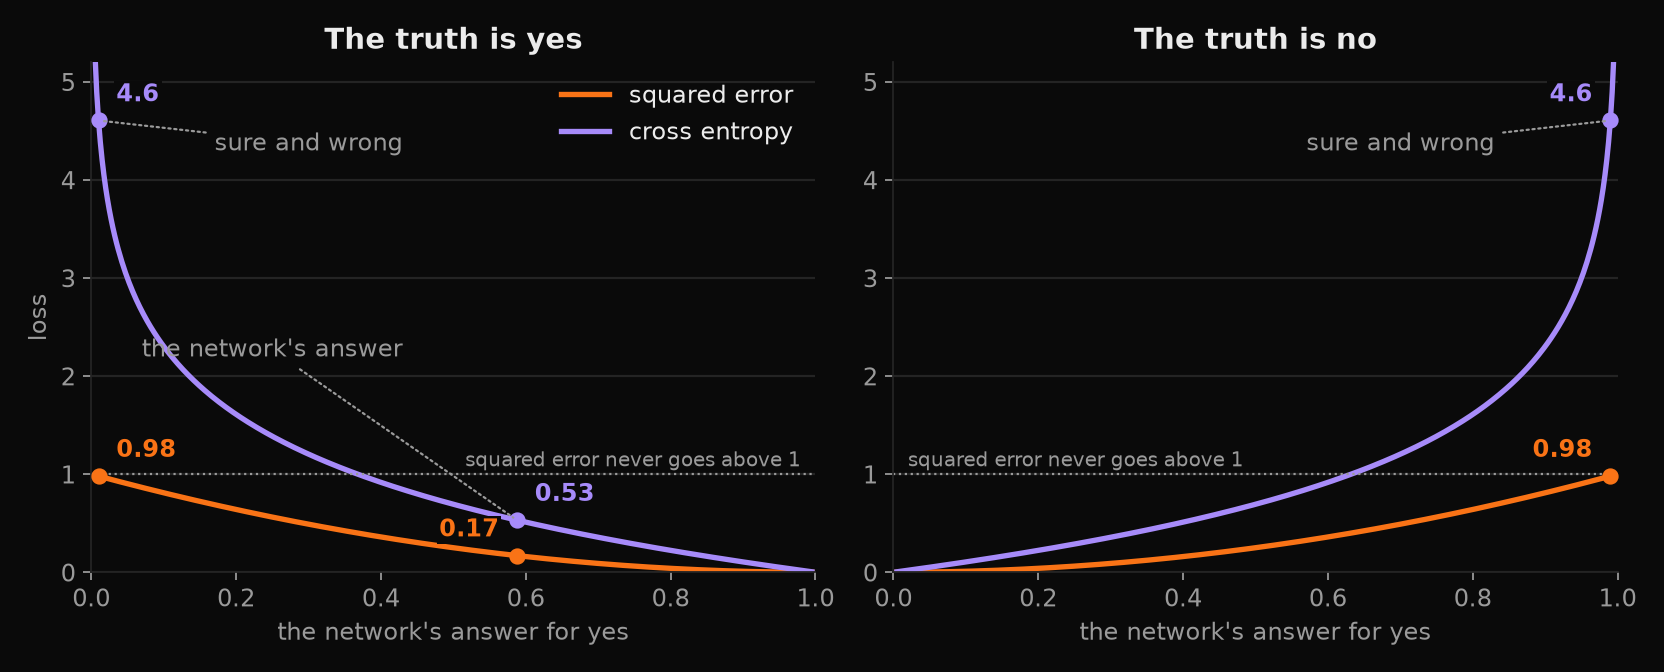 The truth is yes
5
4.6
squared error
cross entropy
sure and wrong
4
3
loss
the network's answer
2
0.98
squared error never goes above 1
1
0.53
0.17
0
0.0 0.2 0.4 0.6 0.8 1.0
the network's answer for yes
The truth is no
5
4.6
sure and wrong
4
3
2
0.98
squared error never goes above 1
1
0
0.0 0.2 0.4 0.6 0.8 1.0
the network's answer for yes